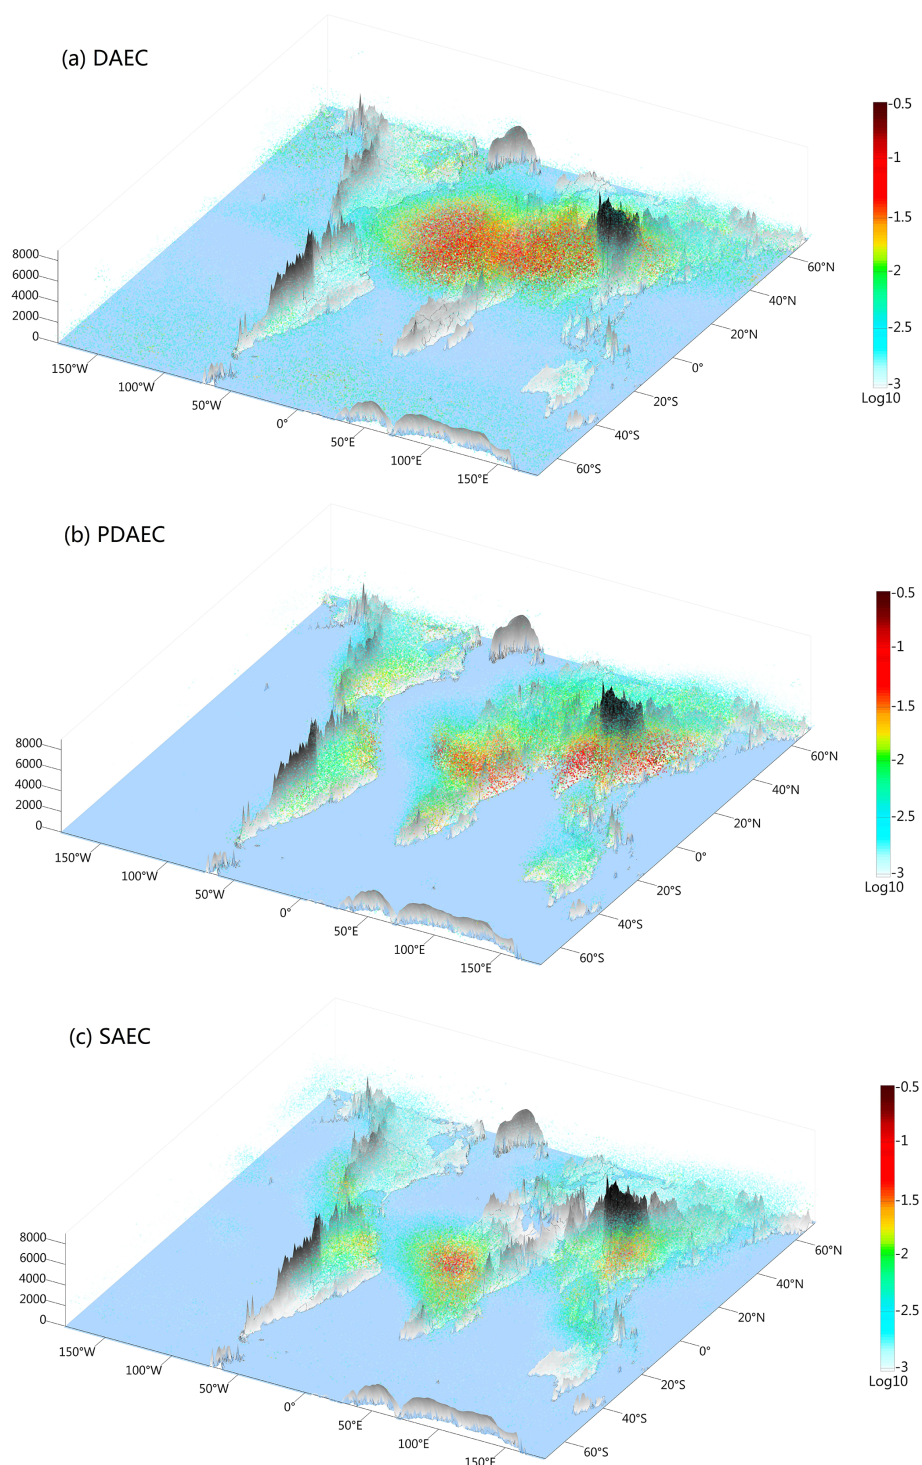 (a) DAEC
-0.5
-1
-1.5
-2
-2.5
-3
Log10
8000
6000
4000
2000
0
150°W
100°W
50°W
0°
50°E
100°E
150°E
60°N
40°N
20°N
0°
20°S
40°S
60°S
(b) PDAEC
-0.5
-1
-1.5
-2
-2.5
-3
Log10
8000
6000
4000
2000
0
150°W
100°W
50°W
0°
50°E
100°E
150°E
60°N
40°N
20°N
0°
20°S
40°S
60°S
(c) SAEC
-0.5
-1
-1.5
-2
-2.5
-3
Log10
8000
6000
4000
2000
0
150°W
100°W
50°W
0°
50°E
100°E
150°E
60°N
40°N
20°N
0°
20°S
40°S
60°S